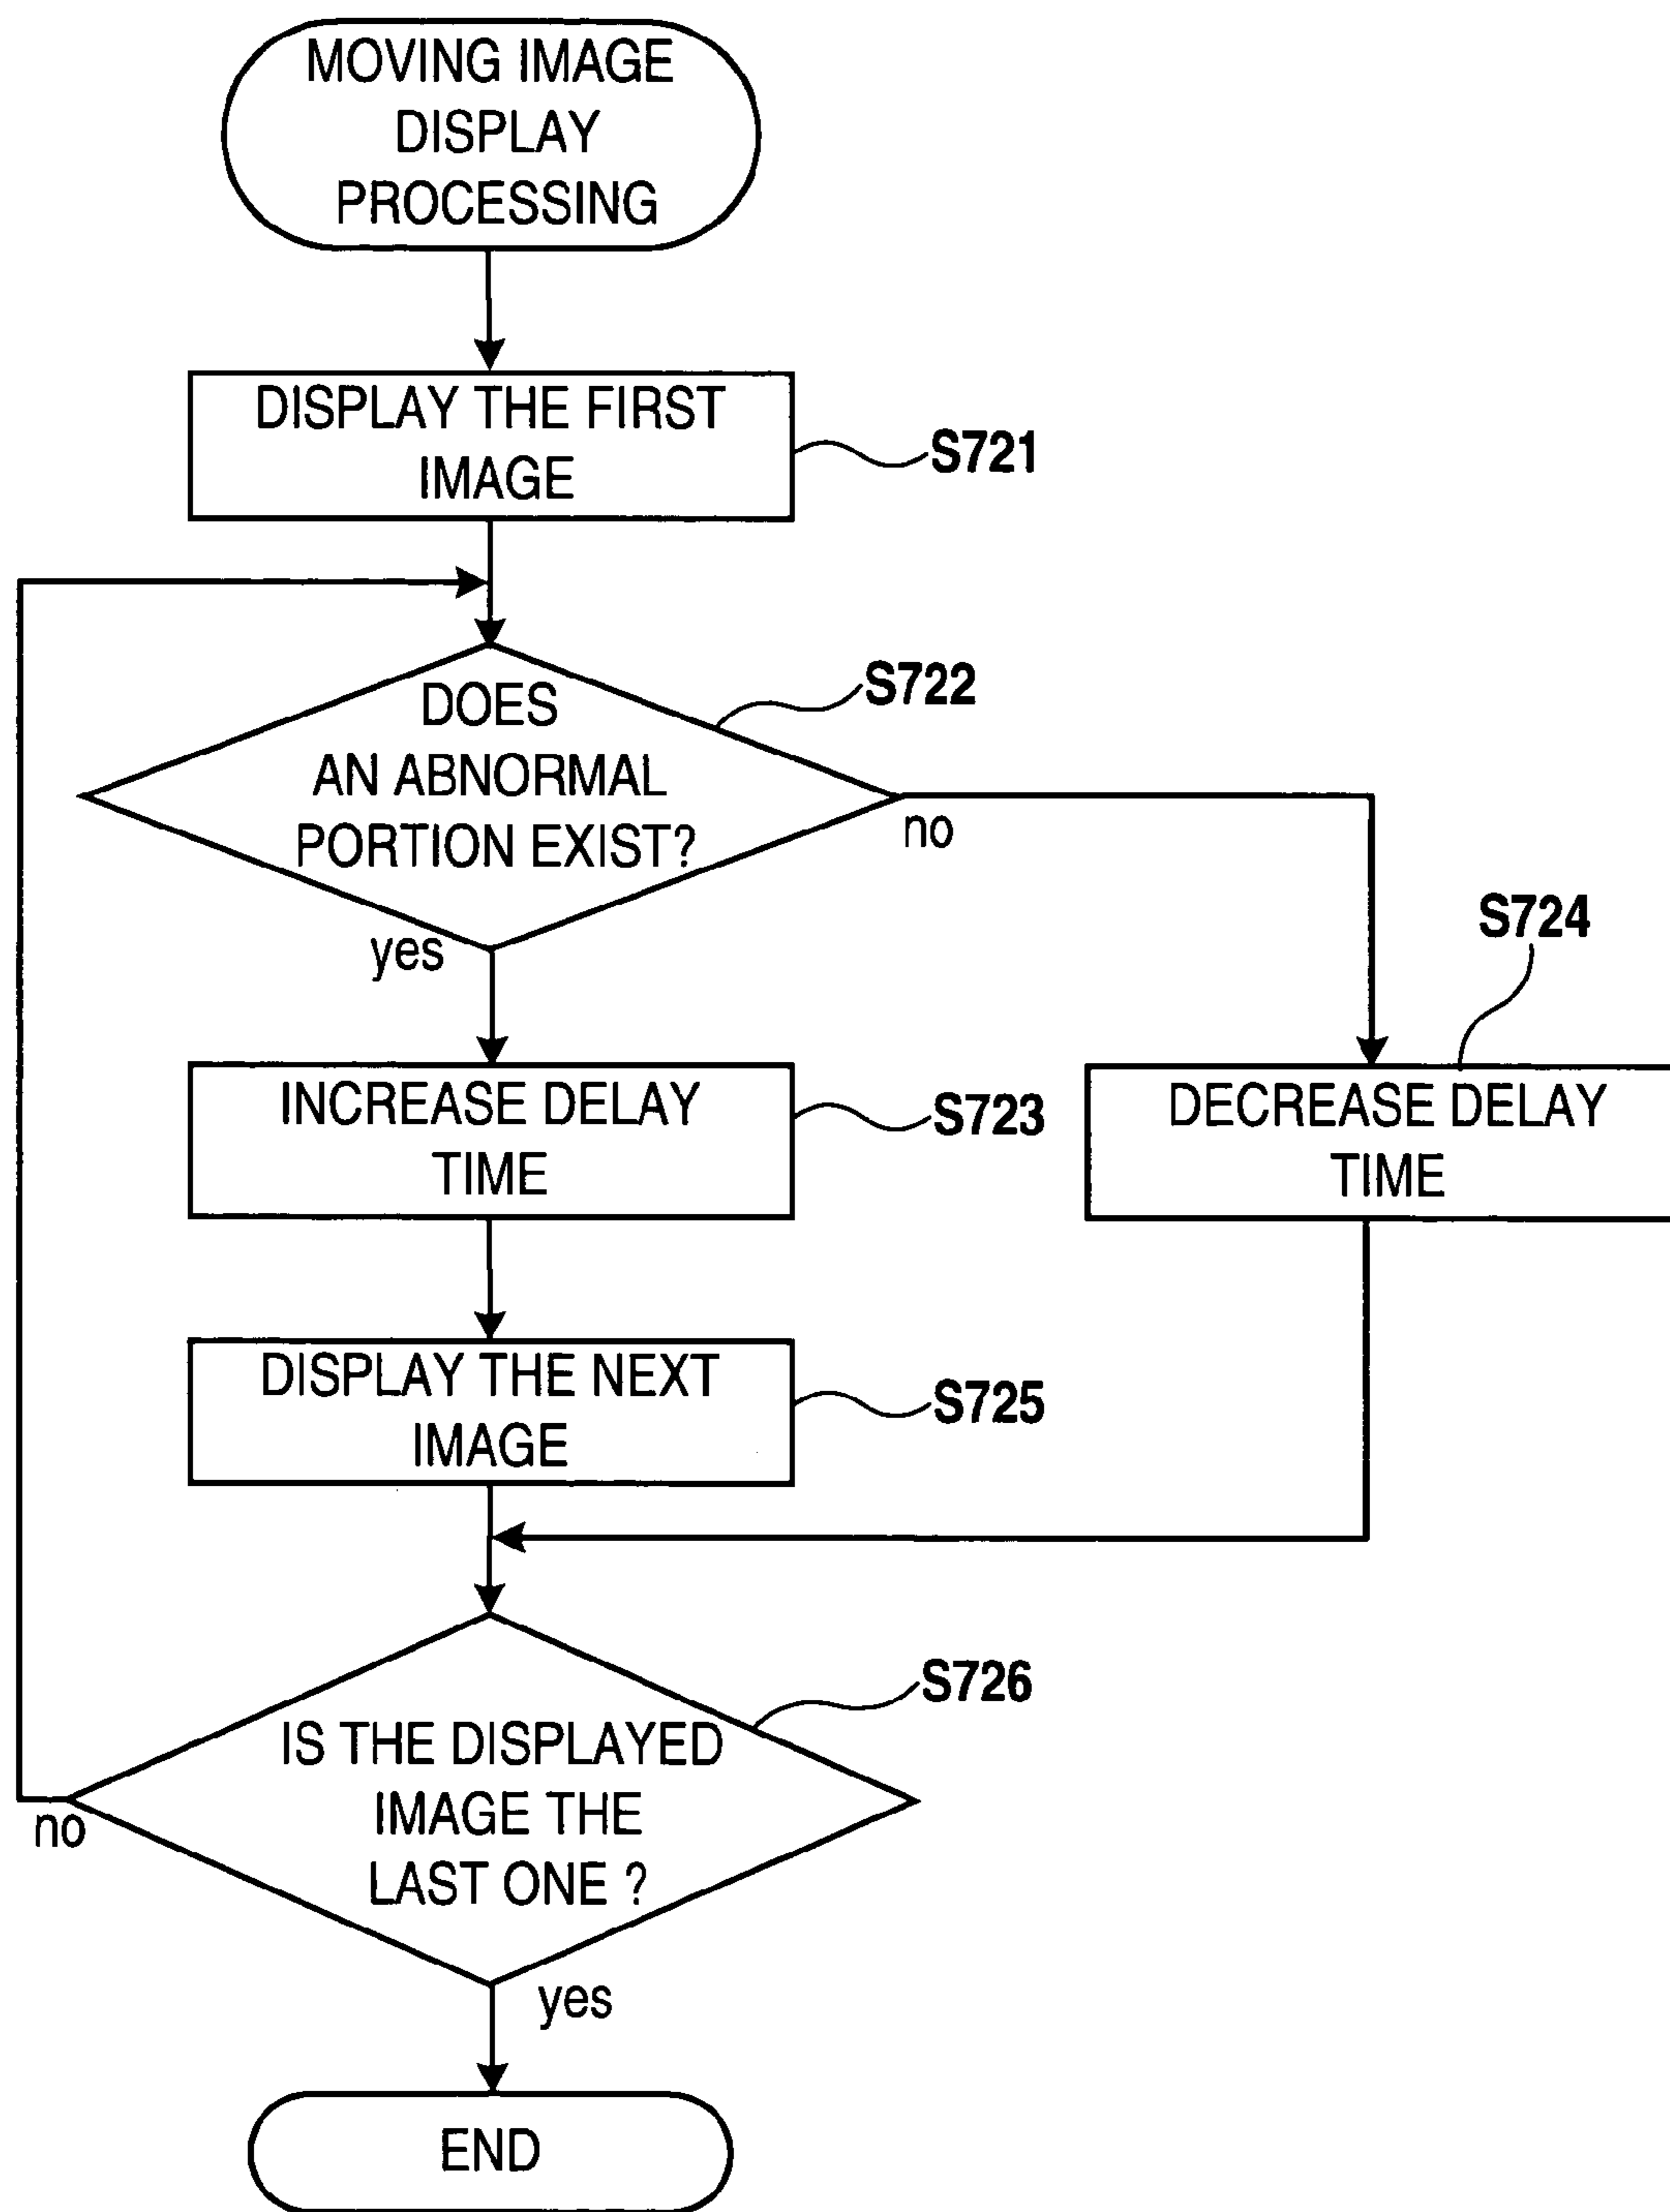 MOVING IMAGE
DISPLAY
PROCESSING
DISPLAY THE FIRST
IMAGE
S721
DOES
AN ABNORMAL
PORTION EXIST?
S722
no
yes
S724
INCREASE DELAY
TIME
S723
DECREASE DELAY
TIME
DISPLAY THE NEXT
IMAGE
S725
IS THE DISPLAYED
IMAGE THE
LAST ONE ?
S726
no
yes
END